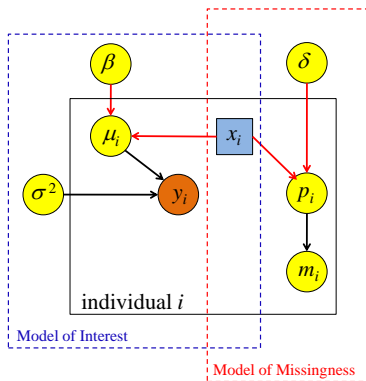 β
δ
μᵢ
xᵢ
σ²
yᵢ
pᵢ
mᵢ
individual i
Model of Interest
Model of Missingness